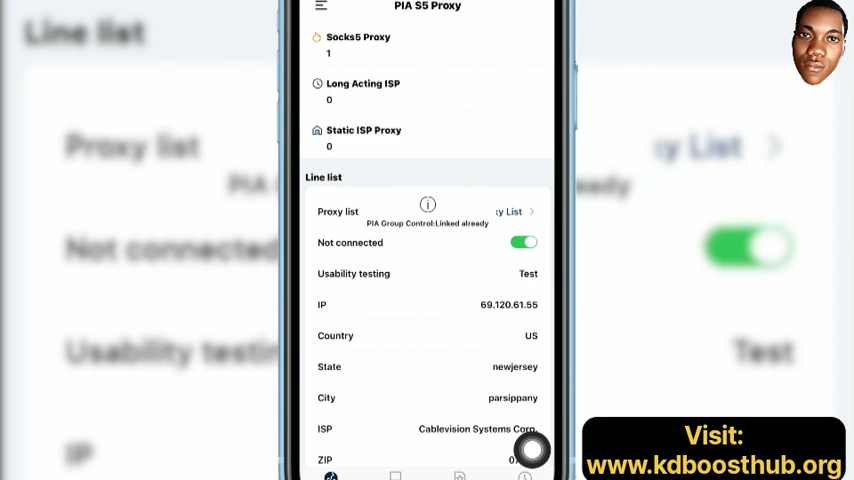 PIA S5 Proxy
Socks5 Proxy
1
Long Acting ISP
0
Static ISP Proxy
0
Line list
Proxy list
List
PIA Group Control:Linked already
Not connected
Usability testing Test
IP 69.120.61.55
Country US
State newjersey
City parsippany
ISP Cablevision Systems Corp.
ZIP
Line list
Proxy list
List
Not connected
Test
IP
Visit:
www.kdboosthub.org